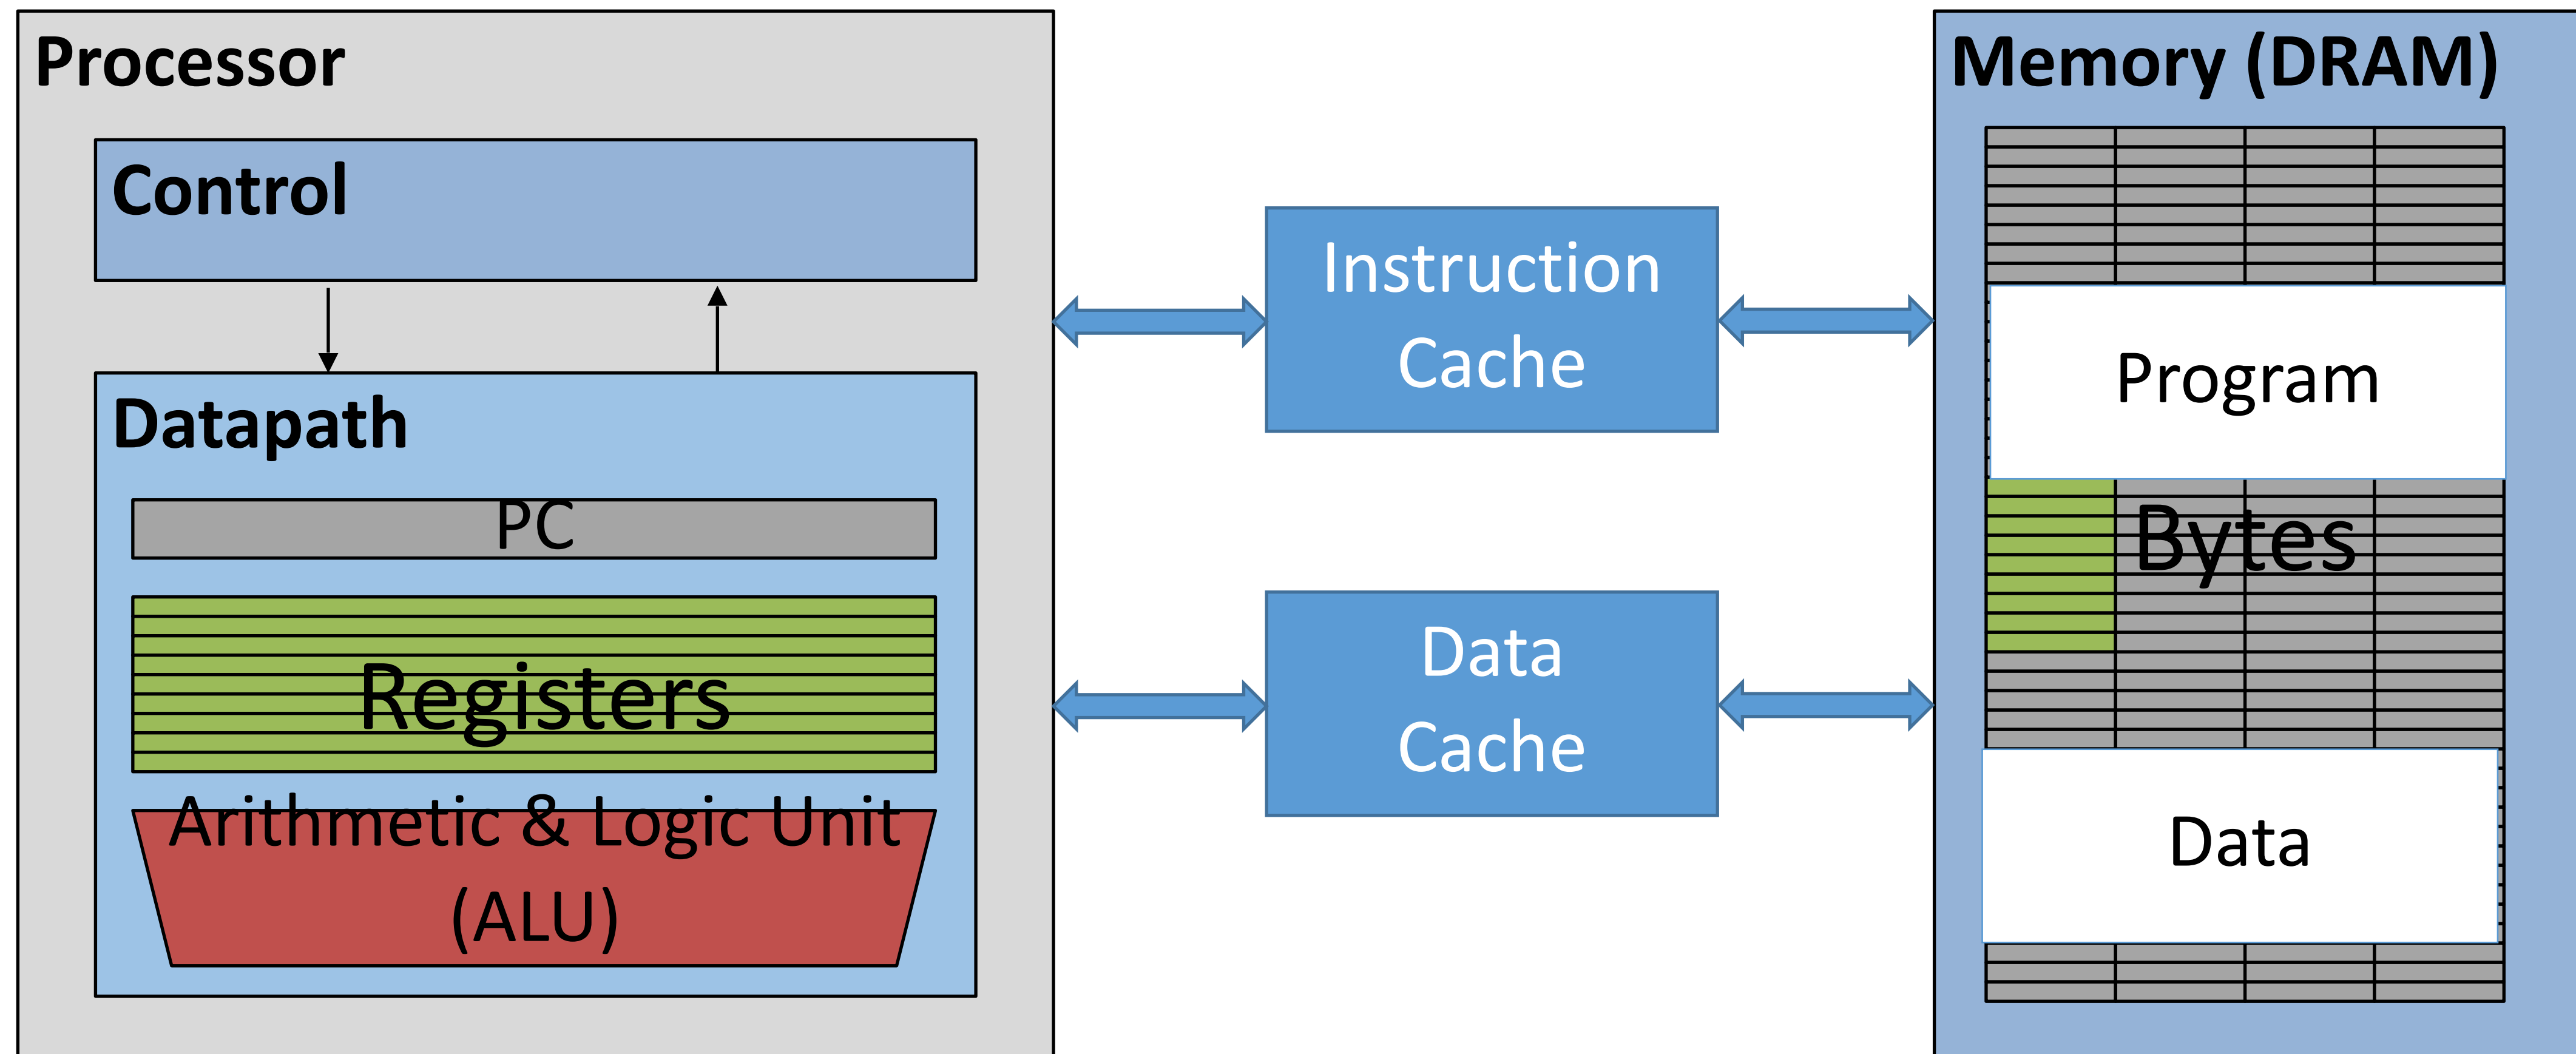 Processor
Control
Datapath
PC
Registers
Arithmetic & Logic Unit
(ALU)
Instruction
Cache
Data
Cache
Memory (DRAM)
Program
Bytes
Data